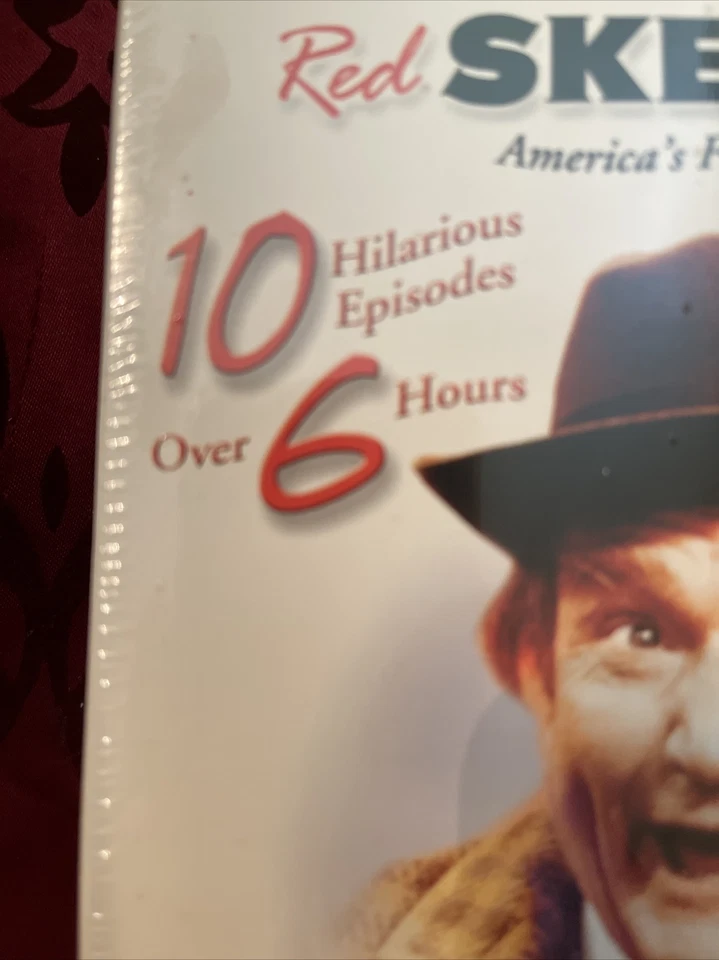 Red SKE
America's F
10 Hilarious
Episodes
Over 6 Hours